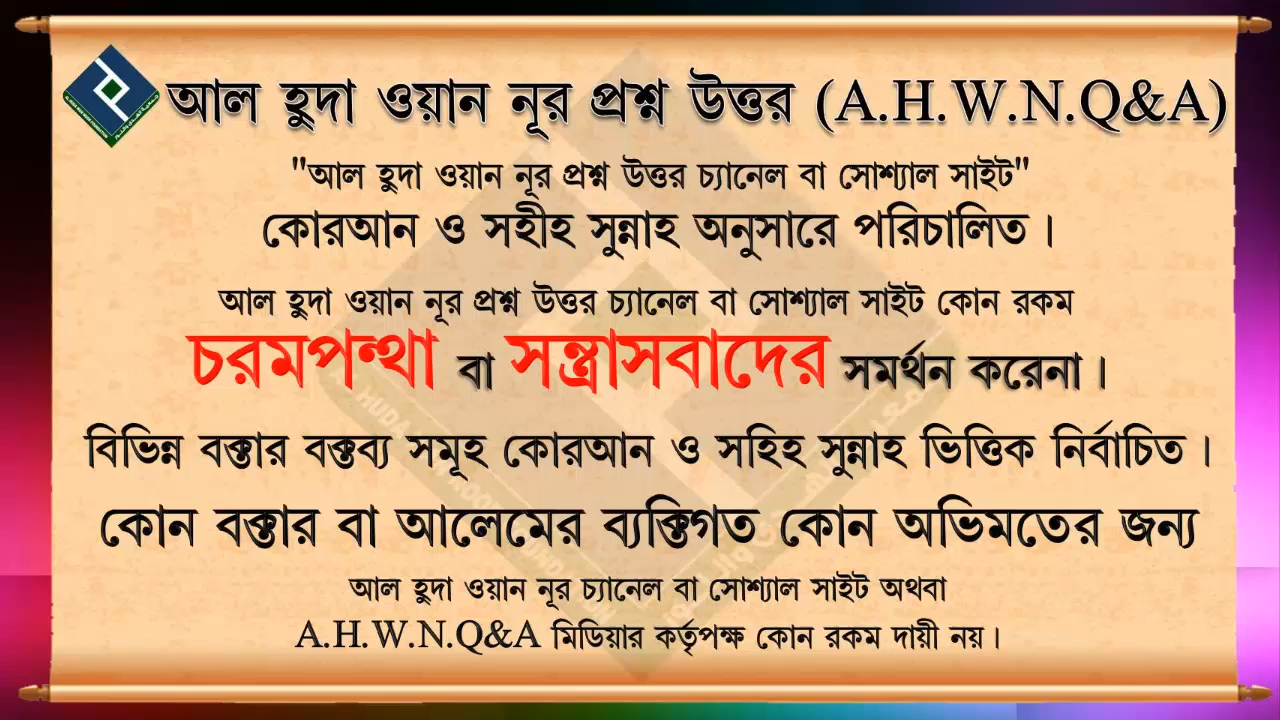 আল হুদা ওয়ান নূর প্রশ্ন উত্তর (A.H.W.N.Q&A)
"আল হুদা ওয়ান নূর প্রশ্ন উত্তর চ্যানেল বা সোশ্যাল সাইট"
কোরআন ও সহীহ সুন্নাহ অনুসারে পরিচালিত।
আল হুদা ওয়ান নূর প্রশ্ন উত্তর চ্যানেল বা সোশ্যাল সাইট কোন রকম
চরমপন্থা বা সন্ত্রাসবাদের সমর্থন করেনা।
বিভিন্ন বক্তার বক্তব্য সমূহ কোরআন ও সহিহ সুন্নাহ ভিত্তিক নির্বাচিত।
কোন বক্তার বা আলেমের ব্যক্তিগত কোন অভিমতের জন্য
আল হুদা ওয়ান নূর চ্যানেল বা সোশ্যাল সাইট অথবা
A.H.W.N.Q&A মিডিয়ার কর্তৃপক্ষ কোন রকম দায়ী নয়।